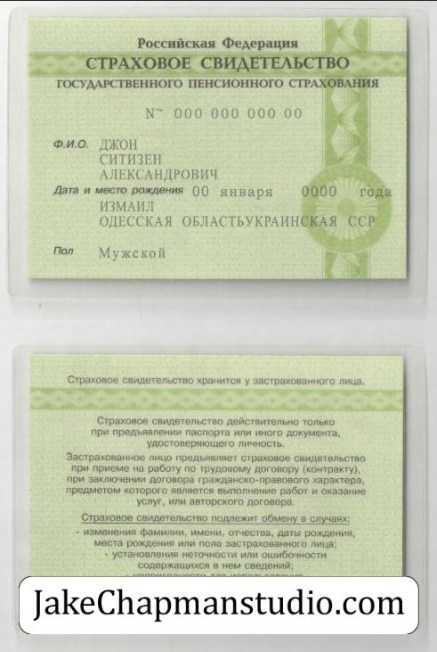 Российская Федерация
СТРАХОВОЕ СВИДЕТЕЛЬСТВО
ГОСУДАРСТВЕННОГО ПЕНСИОННОГО СТРАХОВАНИЯ
N~ 000 000 000 00
Ф.И.О. ДЖОН
СИТИЗЕН
АЛЕКСАНДРОВИЧ
Дата и место рождения 00 января 0000 года
ИЗМАИЛ
ОДЕССКАЯ ОБЛАСТЬУКРАИНСКАЯ ССР
Пол Мужской
Страховое свидетельство хранится у застрахованного лица.
Страховое свидетельство действительно только
при предъявлении паспорта или иного документа,
удостоверяющего личность.
Застрахованное лицо предъявляет страховое свидетельство
при приеме на работу по трудовому договору (контракту),
при заключении договора гражданско-правового характера,
предметом которого является выполнение работ и оказание
услуг, или авторского договора.
Страховое свидетельство подлежит обмену в случаях:
- изменения фамилии, имени, отчества, даты рождения,
места рождения или пола застрахованного лица;
- установления неточности или ошибочности
содержащихся в нем сведений;
JakeChapmanstudio.com